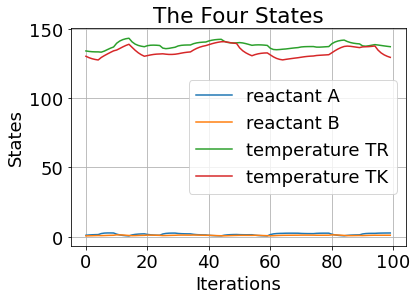 The Four States
States
150
100
50
0
reactant A
reactant B
temperature TR
temperature TK
0
20
40
60
80
100
Iterations